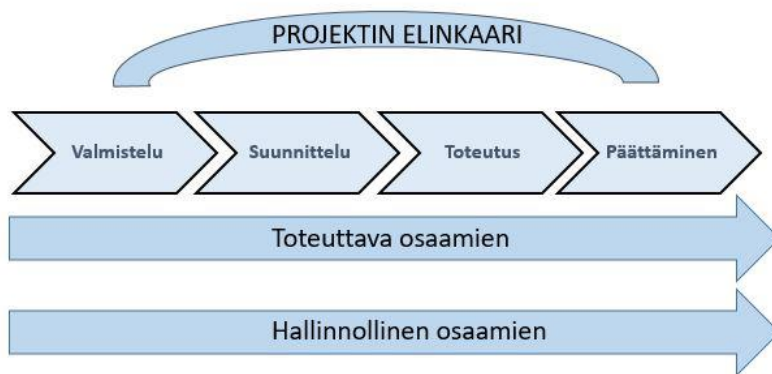 PROJEKTIN ELINKAARI
Valmistelu
Suunnittelu
Toteutus
Päättäminen
Toteuttava osaamien
Hallinnollinen osaamien